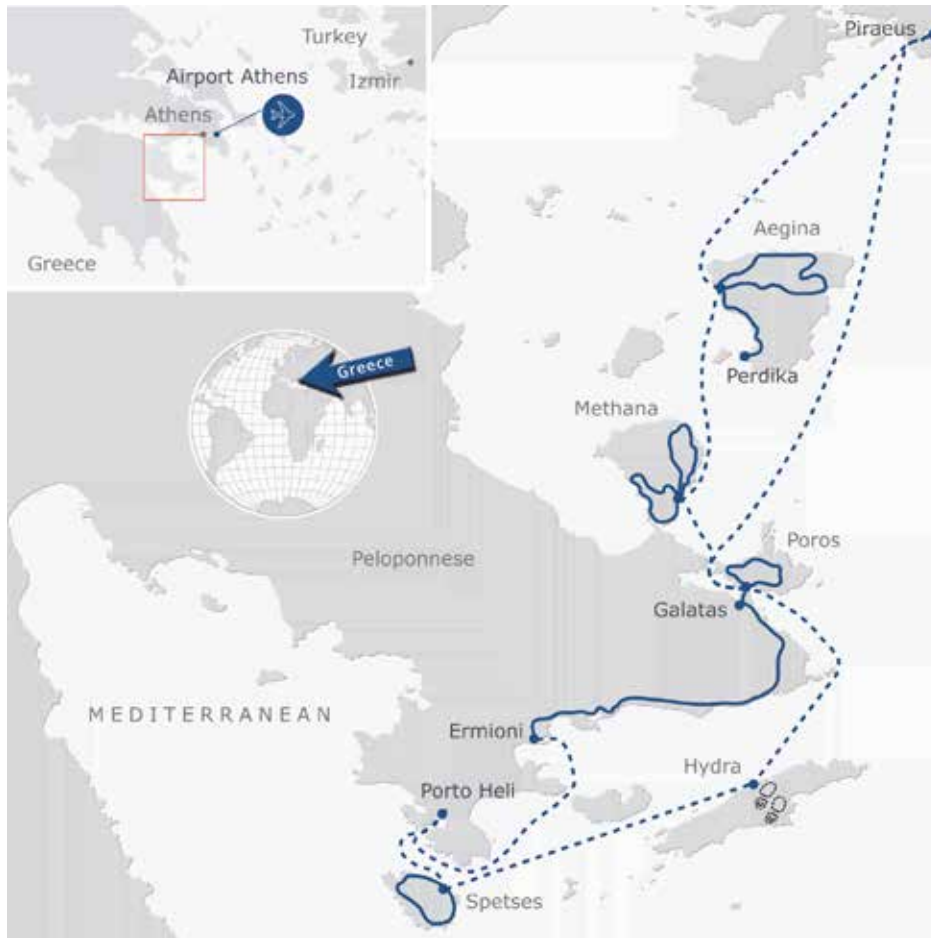 Turkey
Izmir
Airport Athens
Athens
Greece
Piraeus
Aegina
Perdika
Greece
Methana
Poros
Peloponnese
Galatas
MEDITERRANEAN
Ermioni
Hydra
Porto Heli
Spetses